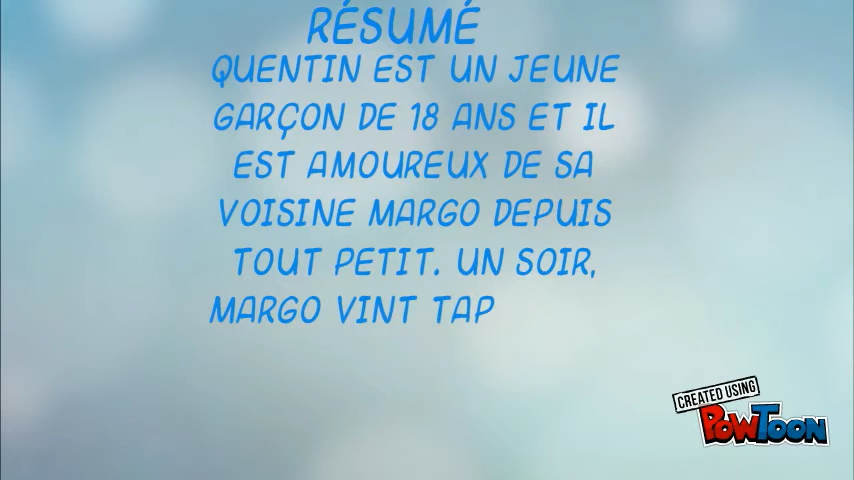 RÉSUMÉ
QUENTIN EST UN JEUNE
GARÇON DE 18 ANS ET IL
EST AMOUREUX DE SA
VOISINE MARGO DEPUIS
TOUT PETIT. UN SOIR,
MARGO VINT TAP
CREATED USING
POWTOON